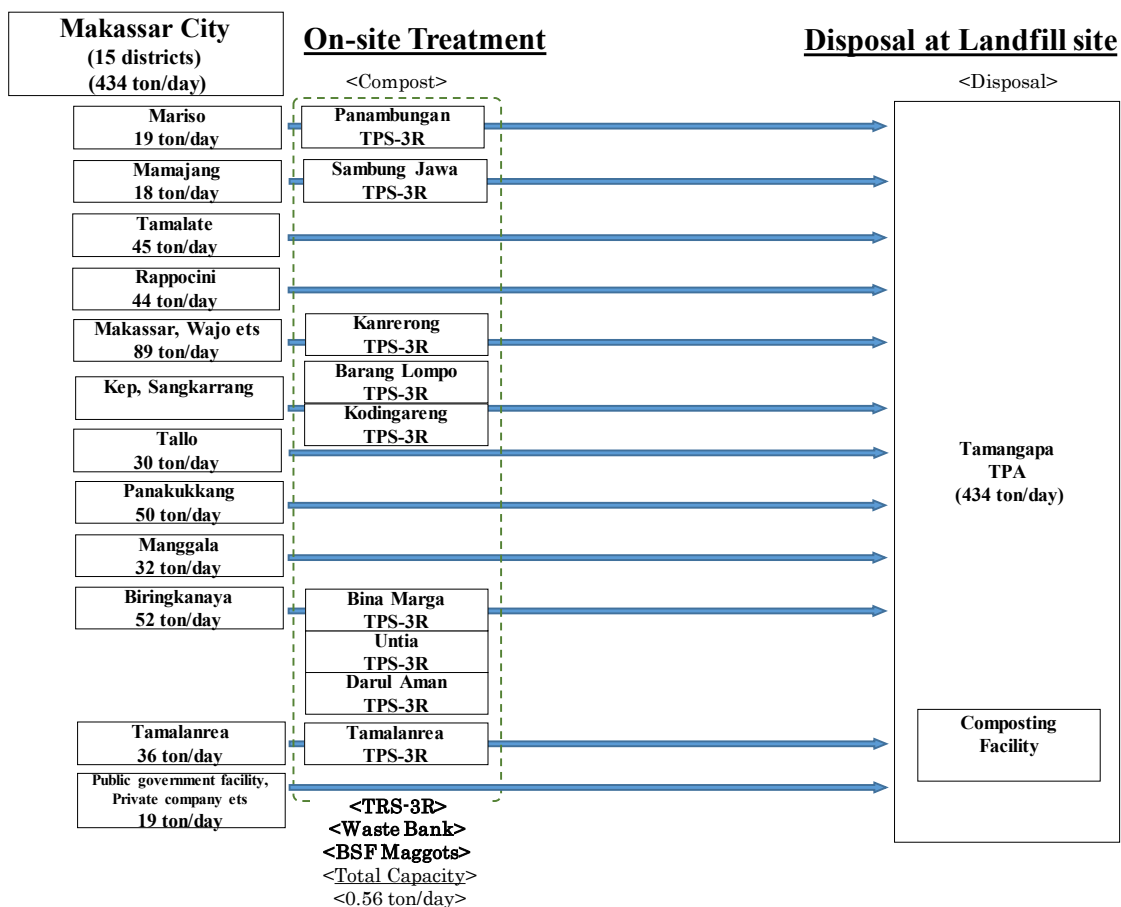 Makassar City
(15 districts)
(434 ton/day)
On-site Treatment
Disposal at Landfill site
<Compost>
<Disposal>
Mariso
19 ton/day
Panambungan
TPS-3R
Mamajang
18 ton/day
Sambung Jawa
TPS-3R
Tamalate
45 ton/day
Rappocini
44 ton/day
Makassar, Wajo ets
89 ton/day
Kanrerong
TPS-3R
Kep, Sangkarrang
Barang Lompo
TPS-3R
Kodingareng
TPS-3R
Tallo
30 ton/day
Panakukkang
50 ton/day
Manggala
32 ton/day
Biringkanaya
52 ton/day
Bina Marga
TPS-3R
Untia
TPS-3R
Darul Aman
TPS-3R
Tamalanrea
36 ton/day
Tamalanrea
TPS-3R
Public government facility,
Private company ets
19 ton/day
Tamangapa
TPA
(434 ton/day)
Composting
Facility
<TRS-3R>
<Waste Bank>
<BSF Maggots>
<Total Capacity>
<0.56 ton/day>